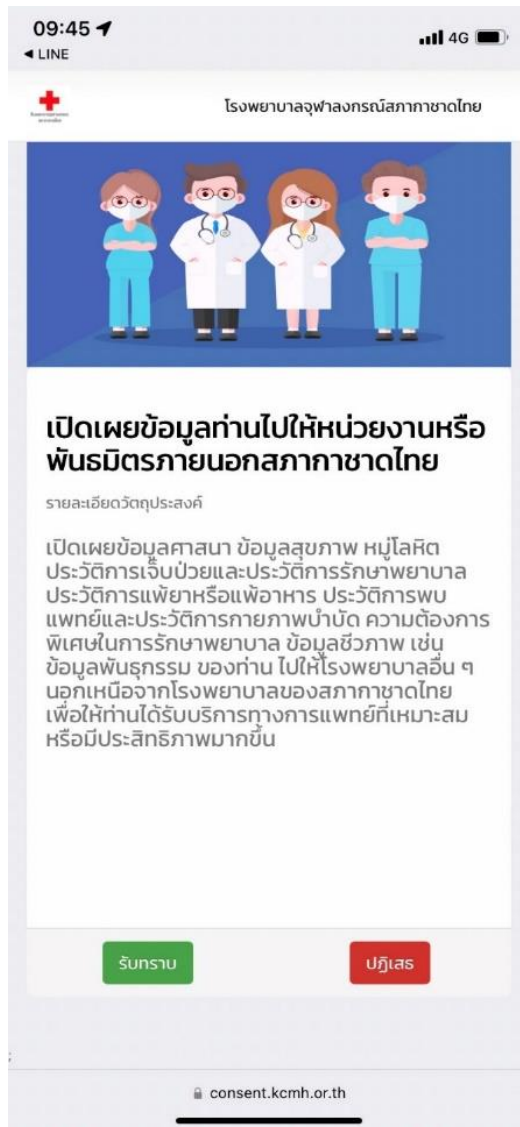 09:45
4G
◀ LINE
โรงพยาบาลจุฬาลงกรณ์สภากาชาดไทย
เปิดเผยข้อมูลท่านไปให้หน่วยงานหรือ
พันธมิตรภายนอกสภากาชาดไทย
รายละเอียดวัตถุประสงค์
เปิดเผยข้อมูลศาสนา ข้อมูลสุขภาพ หมู่โลหิต
ประวัติการเจ็บป่วยและประวัติการรักษาพยาบาล
ประวัติการแพ้ยาหรือแพ้อาหาร ประวัติการพบ
แพทย์และประวัติการกายภาพบำบัด ความต้องการ
พิเศษในการรักษาพยาบาล ข้อมูลชีวภาพ เช่น
ข้อมูลพันธุกรรม ของท่าน ไปให้โรงพยาบาลอื่น ๆ
นอกเหนือจากโรงพยาบาลของสภากาชาดไทย
เพื่อให้ท่านได้รับบริการทางการแพทย์ที่เหมาะสม
หรือมีประสิทธิภาพมากขึ้น
รับทราบ
ปฏิเสธ
consent.kcmh.or.th